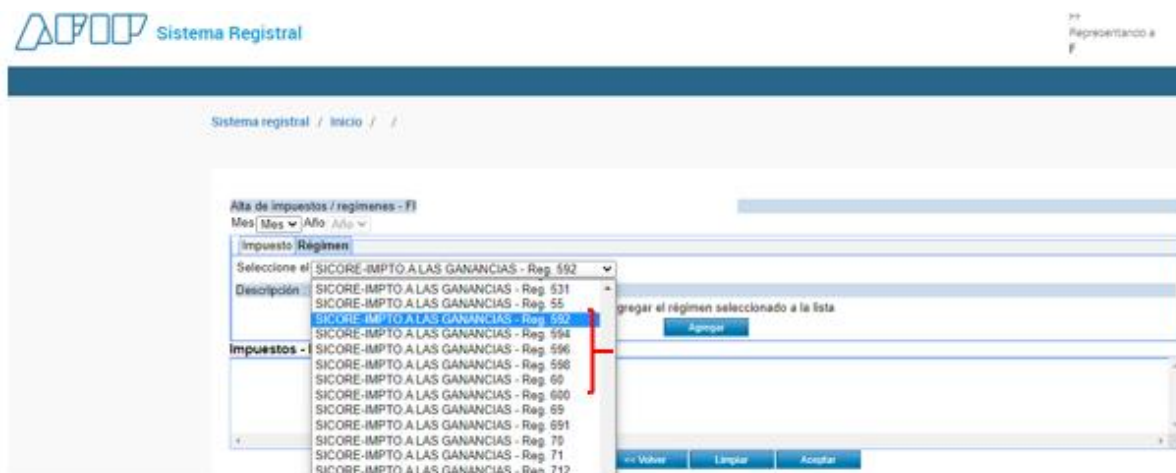 AFIP Sistema Registral
>>
Representando a
F
Sistema registral / Inicio / /
Alta de impuestos / regimenes - FI
Mes Mes Año Año
Impuesto Régimen
Seleccione el SICORE-IMPTO.A LAS GANANCIAS - Reg. 592
Descripción
SICORE-IMPTO.A LAS GANANCIAS - Reg. 531
SICORE-IMPTO.A LAS GANANCIAS - Reg. 55
SICORE-IMPTO.A LAS GANANCIAS - Reg. 592
SICORE-IMPTO.A LAS GANANCIAS - Reg. 594
SICORE-IMPTO.A LAS GANANCIAS - Reg. 596
SICORE-IMPTO.A LAS GANANCIAS - Reg. 598
SICORE-IMPTO.A LAS GANANCIAS - Reg. 60
SICORE-IMPTO.A LAS GANANCIAS - Reg. 600
SICORE-IMPTO.A LAS GANANCIAS - Reg. 69
SICORE-IMPTO.A LAS GANANCIAS - Reg. 691
SICORE-IMPTO.A LAS GANANCIAS - Reg. 70
SICORE-IMPTO.A LAS GANANCIAS - Reg. 71
SICORE-IMPTO.A LAS GANANCIAS - Reg. 712
gregar el régimen seleccionado a la lista
Agregar
Impuestos -
<< Volver Limpiar Aceptar